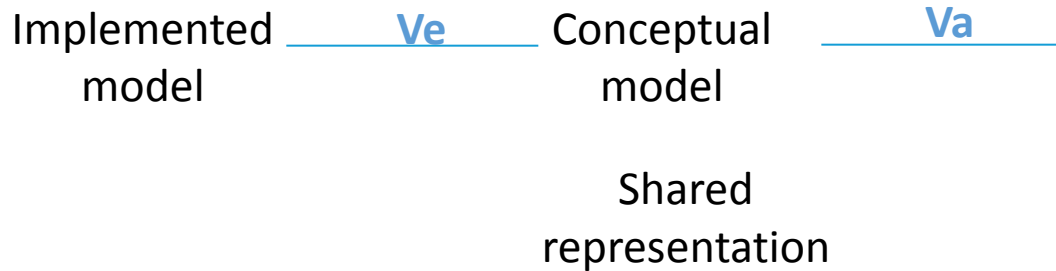 Implemented Ve Conceptual Va
model model
Shared
representation